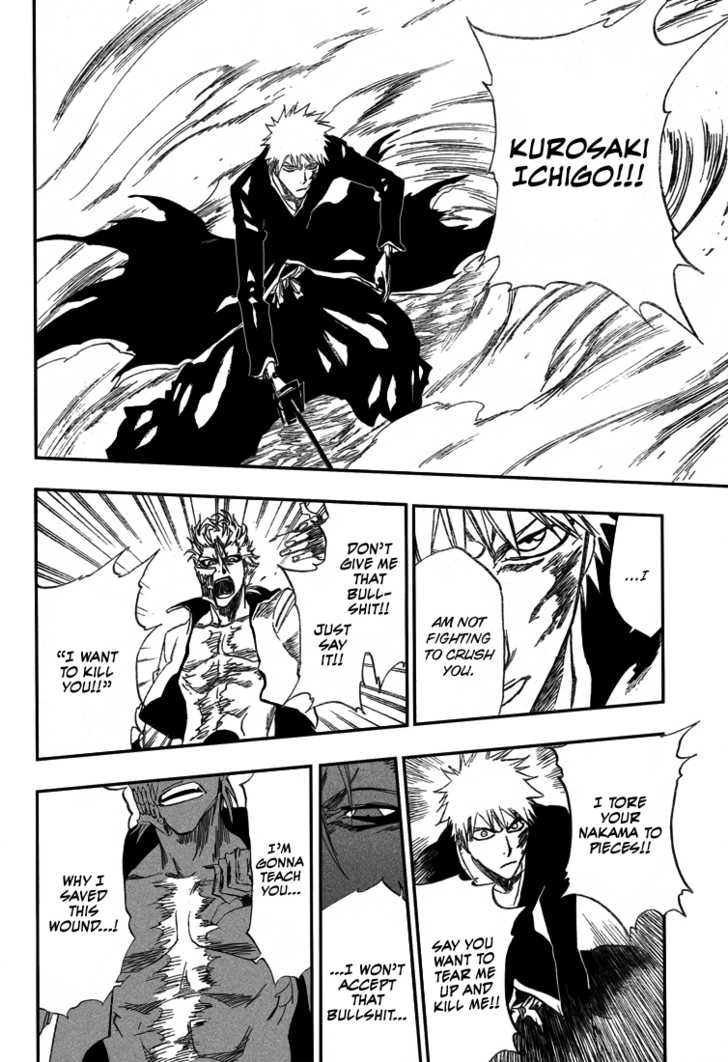 KUROSAKI
ICHIGO!!!
...I
AM NOT
FIGHTING
TO CRUSH
YOU.
DON'T
GIVE ME
THAT
BULL-
SHIT!!
JUST
SAY
IT!!
"I WANT
TO KILL
YOU!!"
I TORE
YOUR
NAKAMA TO
PIECES!!
SAY YOU
WANT TO
TEAR ME
UP AND
KILL ME!!
...I WON'T
ACCEPT
THAT
BULLSHIT...
I'M
GONNA
TEACH
YOU...
WHY I
SAVED
THIS
WOUND...!